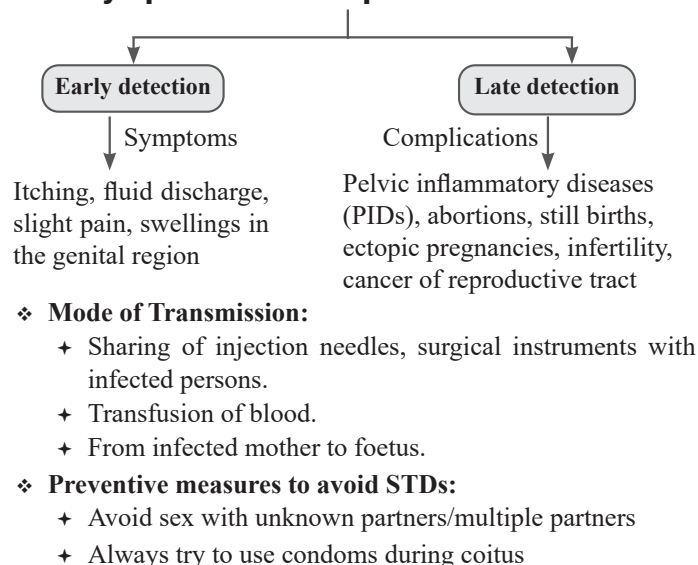 Early detection
Late detection
Symptoms
Complications
Itching, fluid discharge,
slight pain, swellings in
the genital region
Pelvic inflammatory diseases
(PIDs), abortions, still births,
ectopic pregnancies, infertility,
cancer of reproductive tract
❖ Mode of Transmission:
✦ Sharing of injection needles, surgical instruments with
infected persons.
✦ Transfusion of blood.
✦ From infected mother to foetus.
❖ Preventive measures to avoid STDs:
✦ Avoid sex with unknown partners/multiple partners
✦ Always try to use condoms during coitus